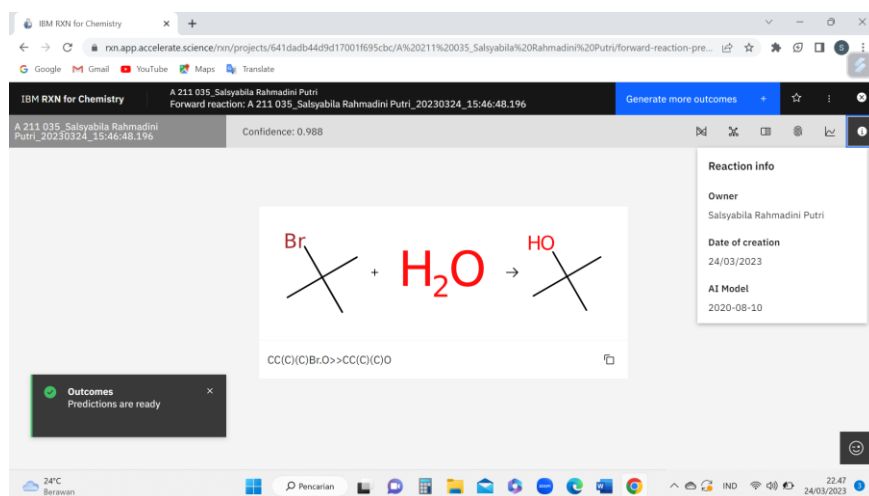 IBM RXN for Chemistry
rxn.app.accelerate.science/rxn/projects/641dadb44d9d17001f695cbc/A%20211%20035_Salsyabila%20Rahmadini%20Putri/forward-reaction-pre...
Google
Gmail
YouTube
Maps
Translate
IBM RXN for Chemistry
A 211 035_Salsyabila Rahmadini Putri
Forward reaction: A 211 035_Salsyabila Rahmadini Putri_20230324_15:46:48.196
Generate more outcomes +
A 211 035_Salsyabila Rahmadini
Putri_20230324_15:46:48.196
Confidence: 0.988
Reaction info
Owner
Salsyabila Rahmadini Putri
Date of creation
24/03/2023
AI Model
2020-08-10
Br
+
H₂O
→
HO
CC(C)(C)Br.O>>CC(C)(C)O
Outcomes
Predictions are ready
24°C
Berawan
Pencarian
zoom
IND
22.47
24/03/2023
3